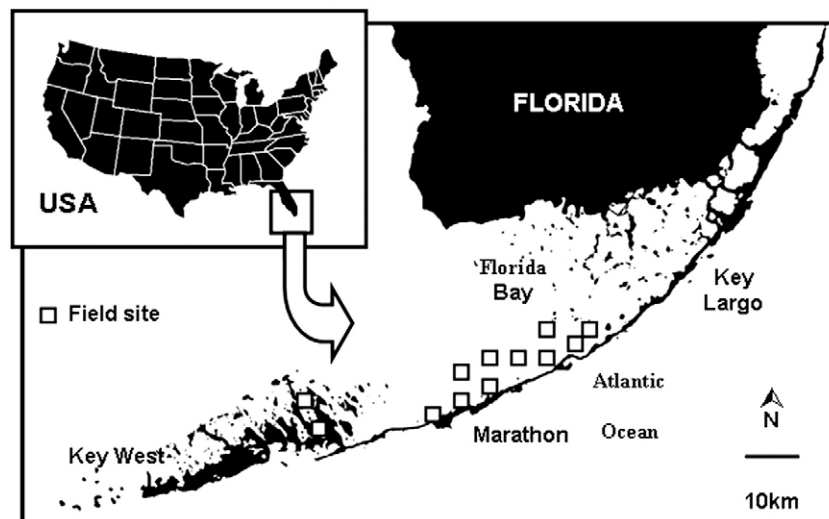 USA
FLORIDA
Florida
Bay
Key
Largo
Field site
Atlantic
Ocean
Marathon
Key West
N
10km